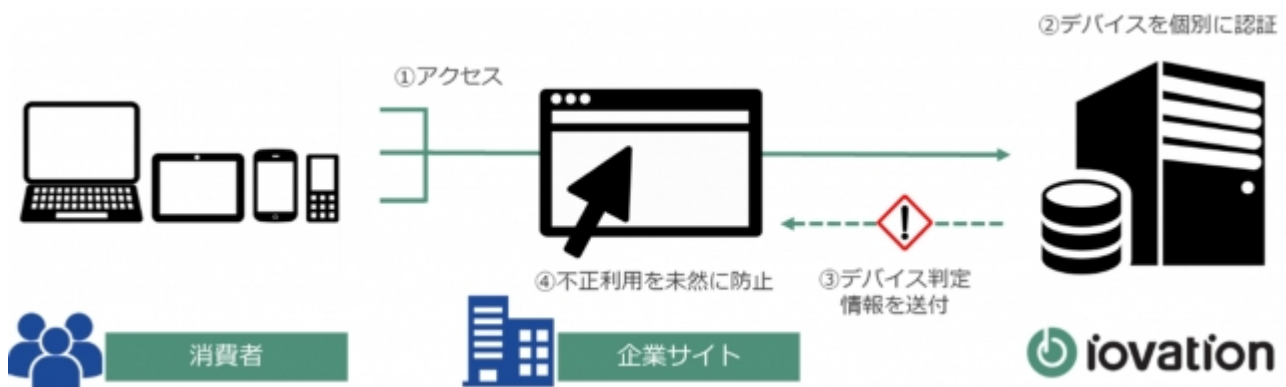 ②デバイスを個別に認証
①アクセス
④不正利用を未然に防止
③デバイス判定
情報を送付
消費者
企業サイト
iovation